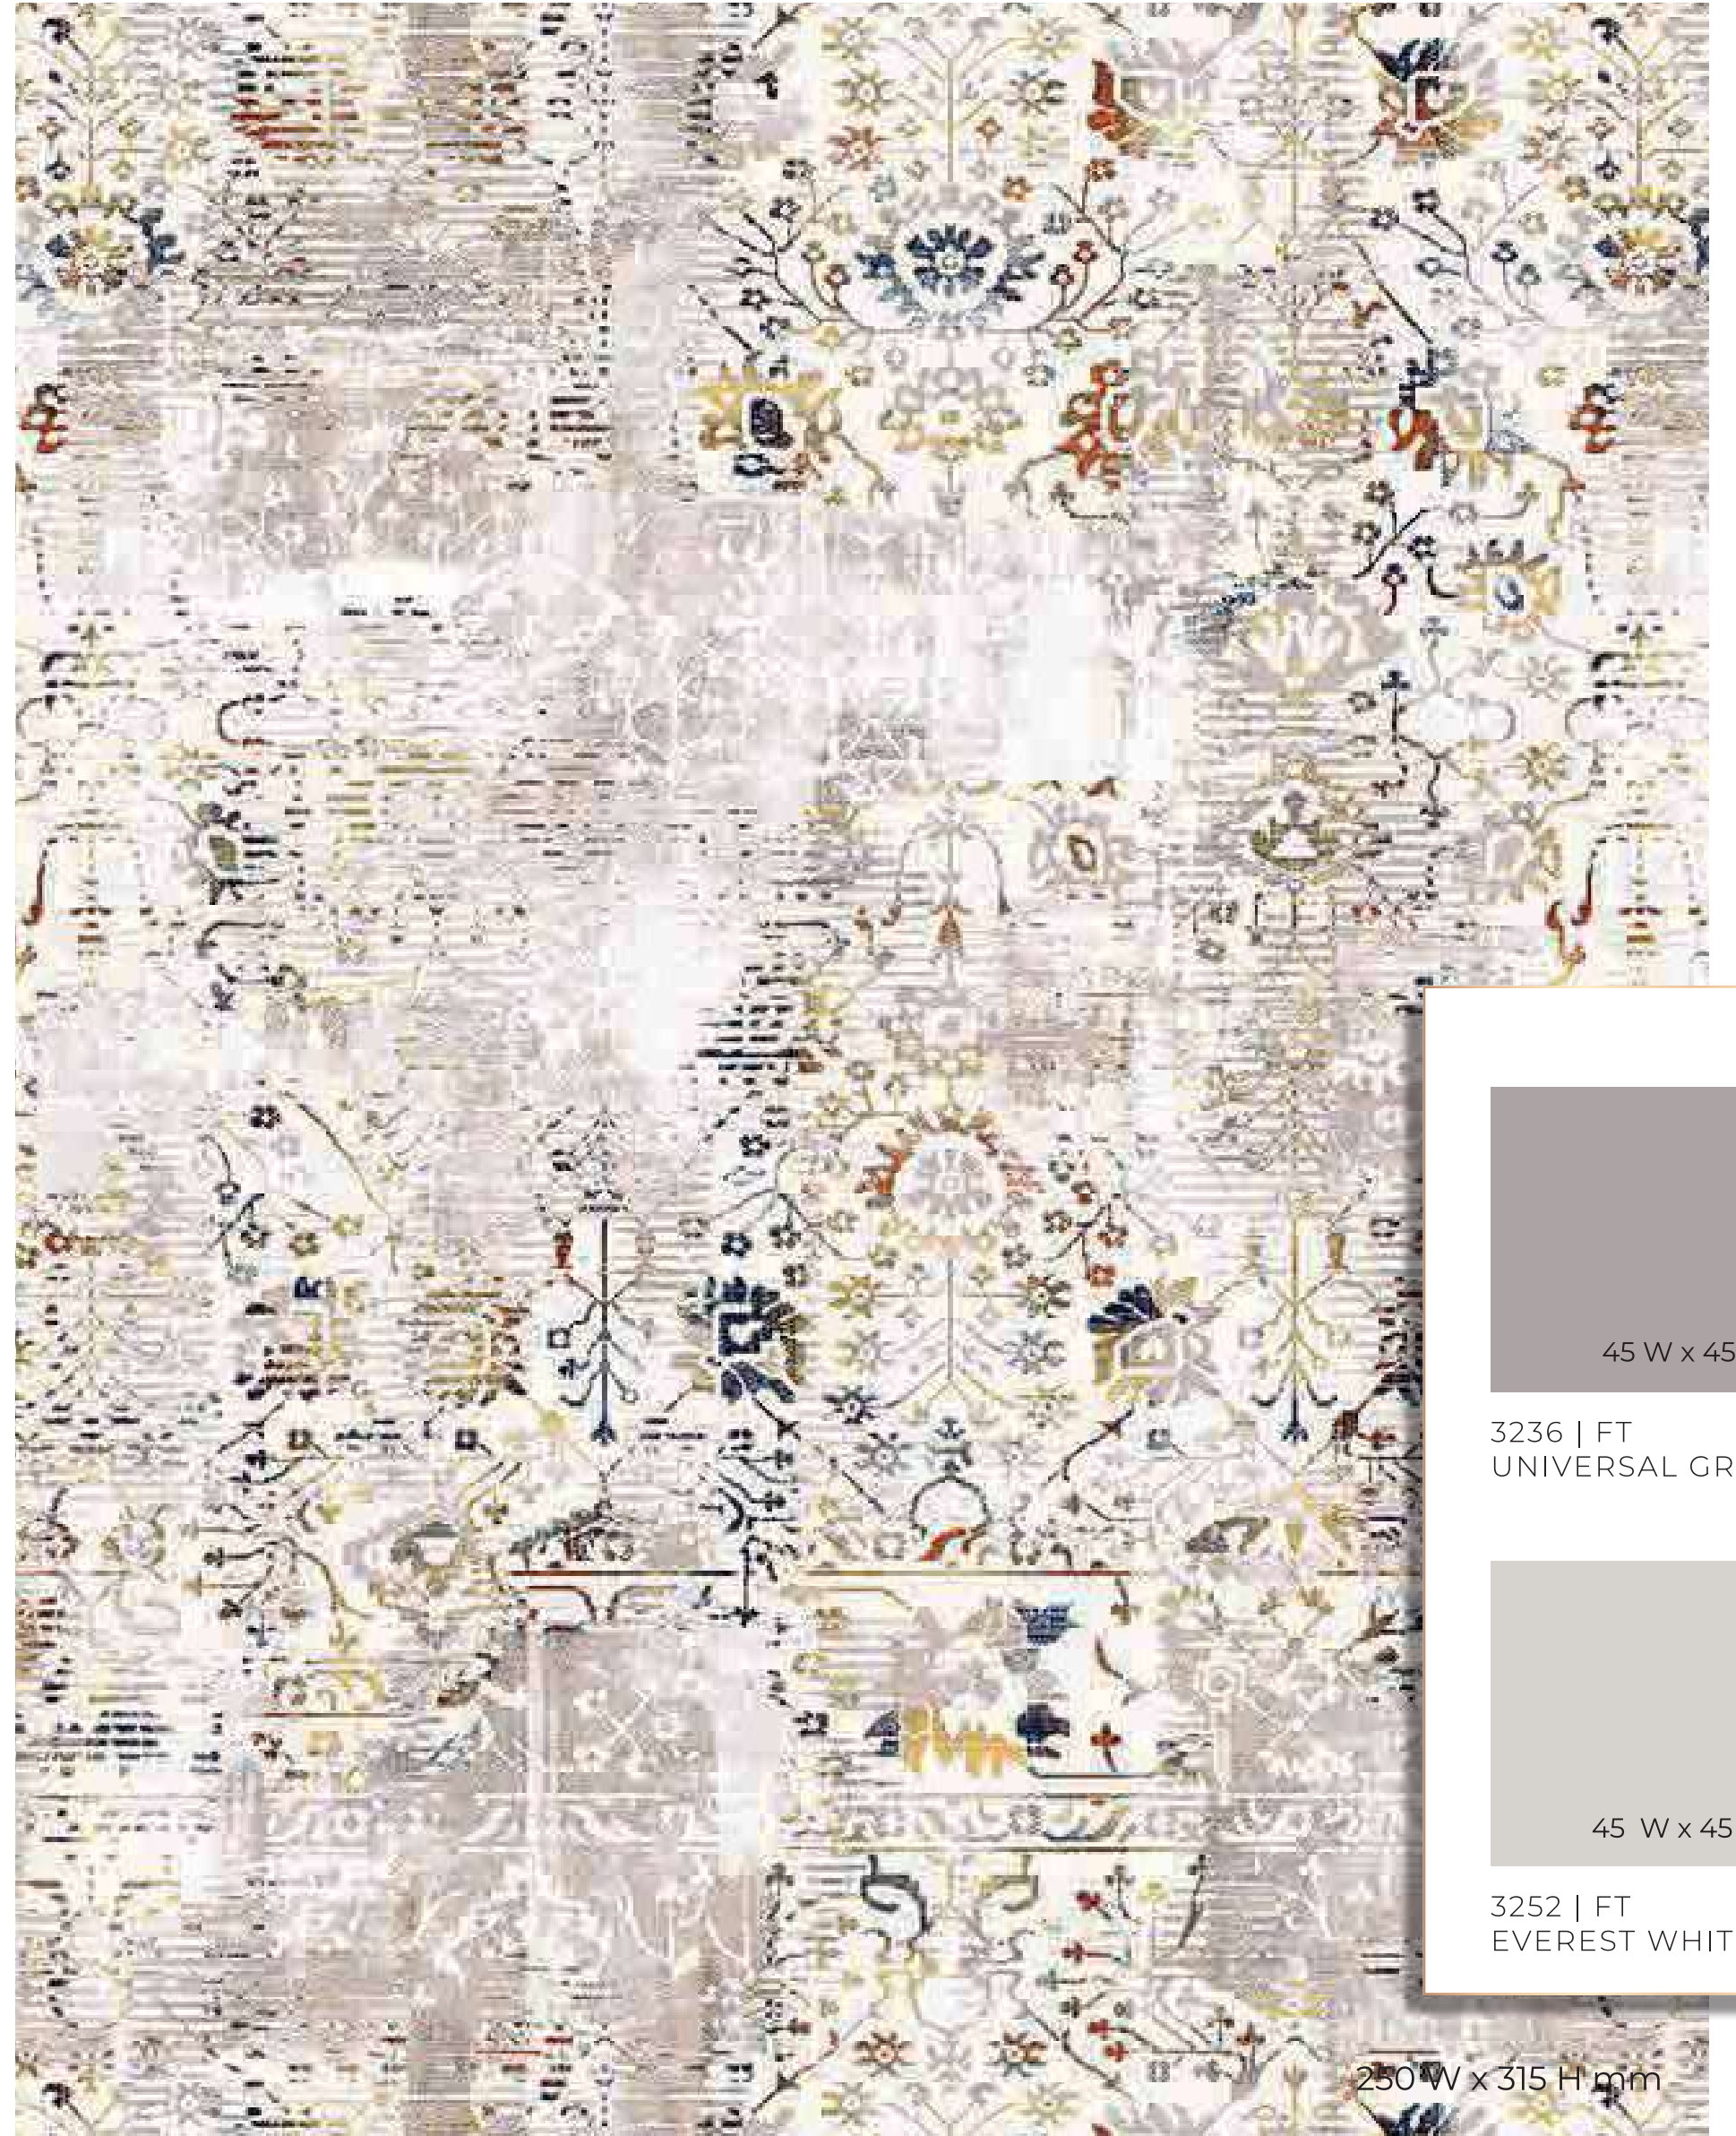 45 W x 45
3236 | FT
UNIVERSAL GR
45 W x 45
3252 | FT
EVEREST WHIT
250 W x 315 H mm